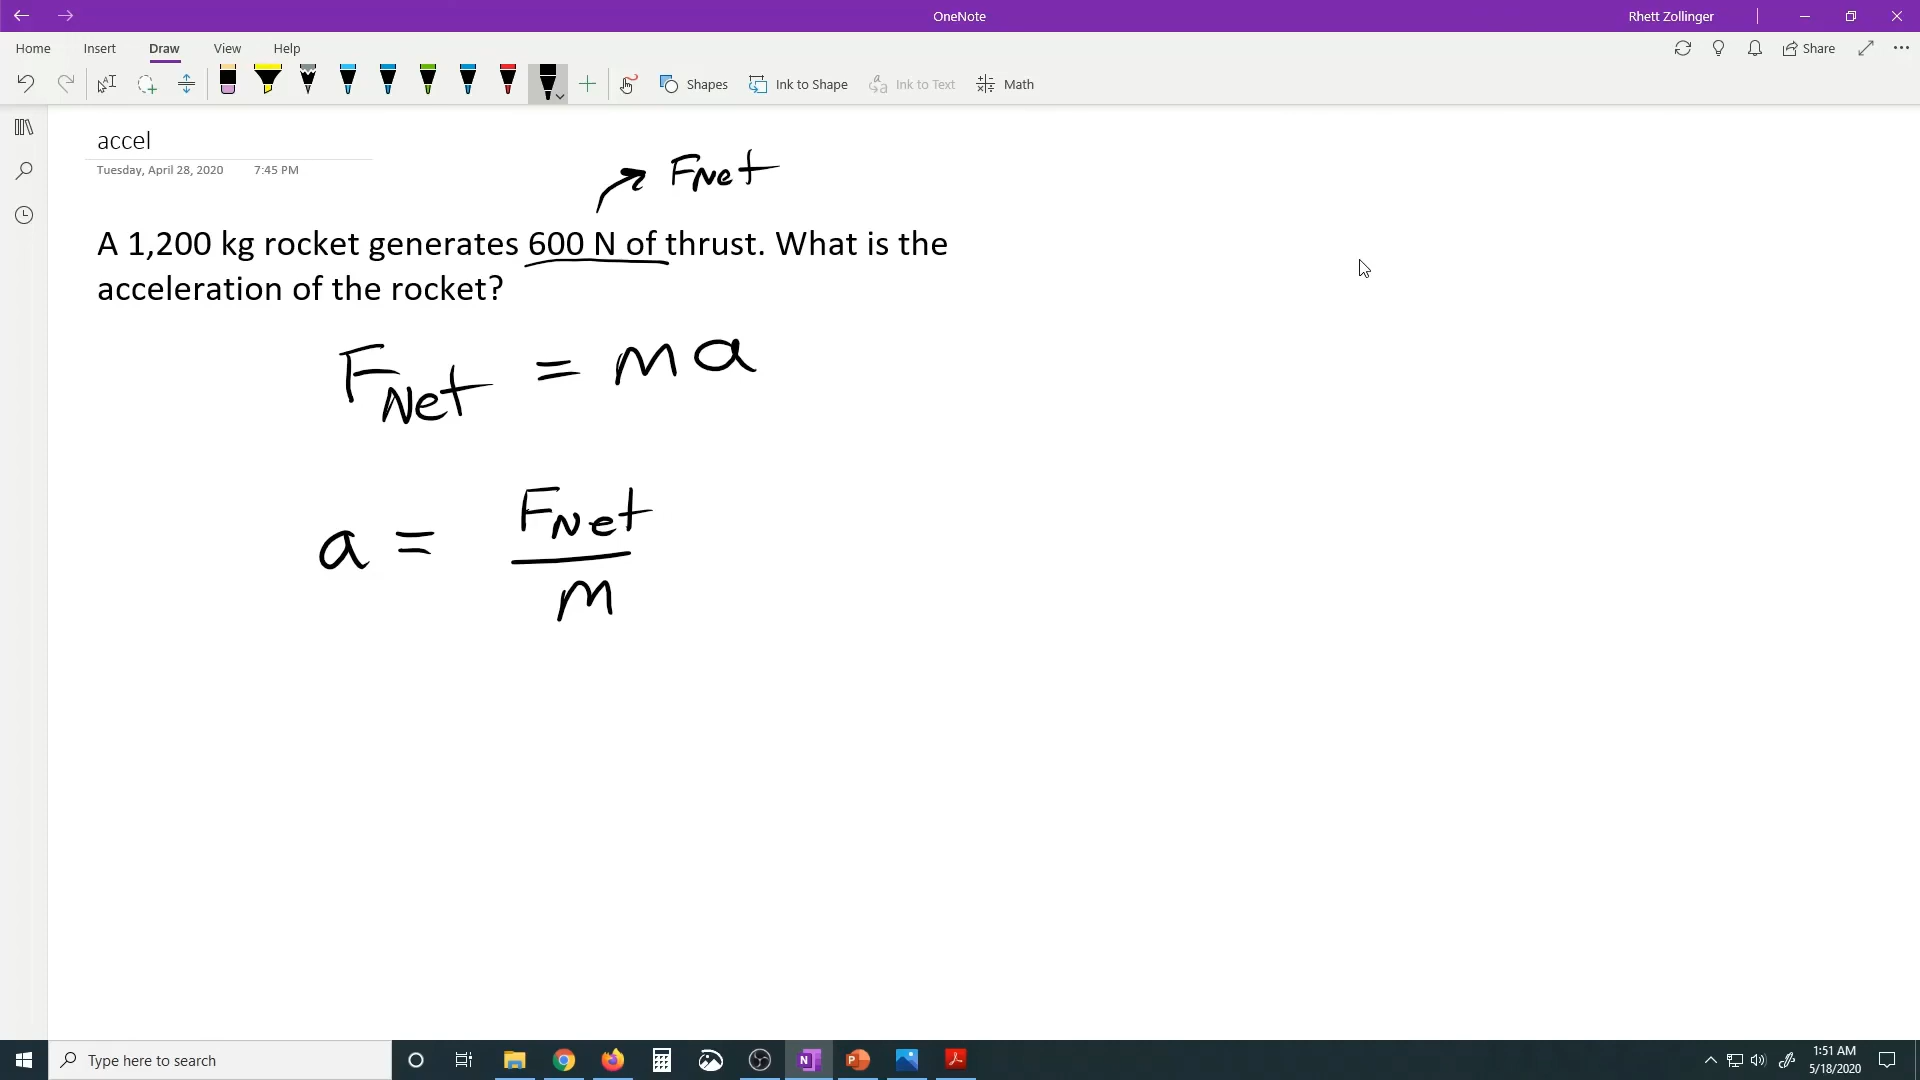 OneNote
Rhett Zollinger
Home Insert Draw View Help
Share
Shapes Ink to Shape Ink to Text Math
accel
Tuesday, April 28, 2020 7:45 PM
FNet
A 1,200 kg rocket generates 600 N of thrust. What is the
acceleration of the rocket?
FNet = ma
a = FNet
m
Type here to search
1:51 AM
5/18/2020